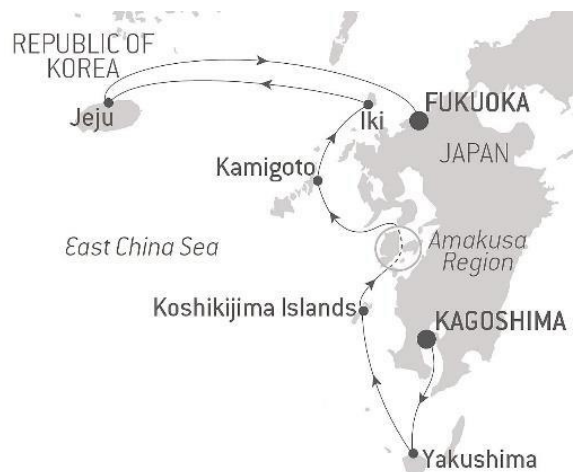 REPUBLIC OF
KOREA
Jeju
Iki
FUKUOKA
JAPAN
Kamigoto
East China Sea
Amakusa
Region
Koshikijima Islands
KAGOSHIMA
Yakushima